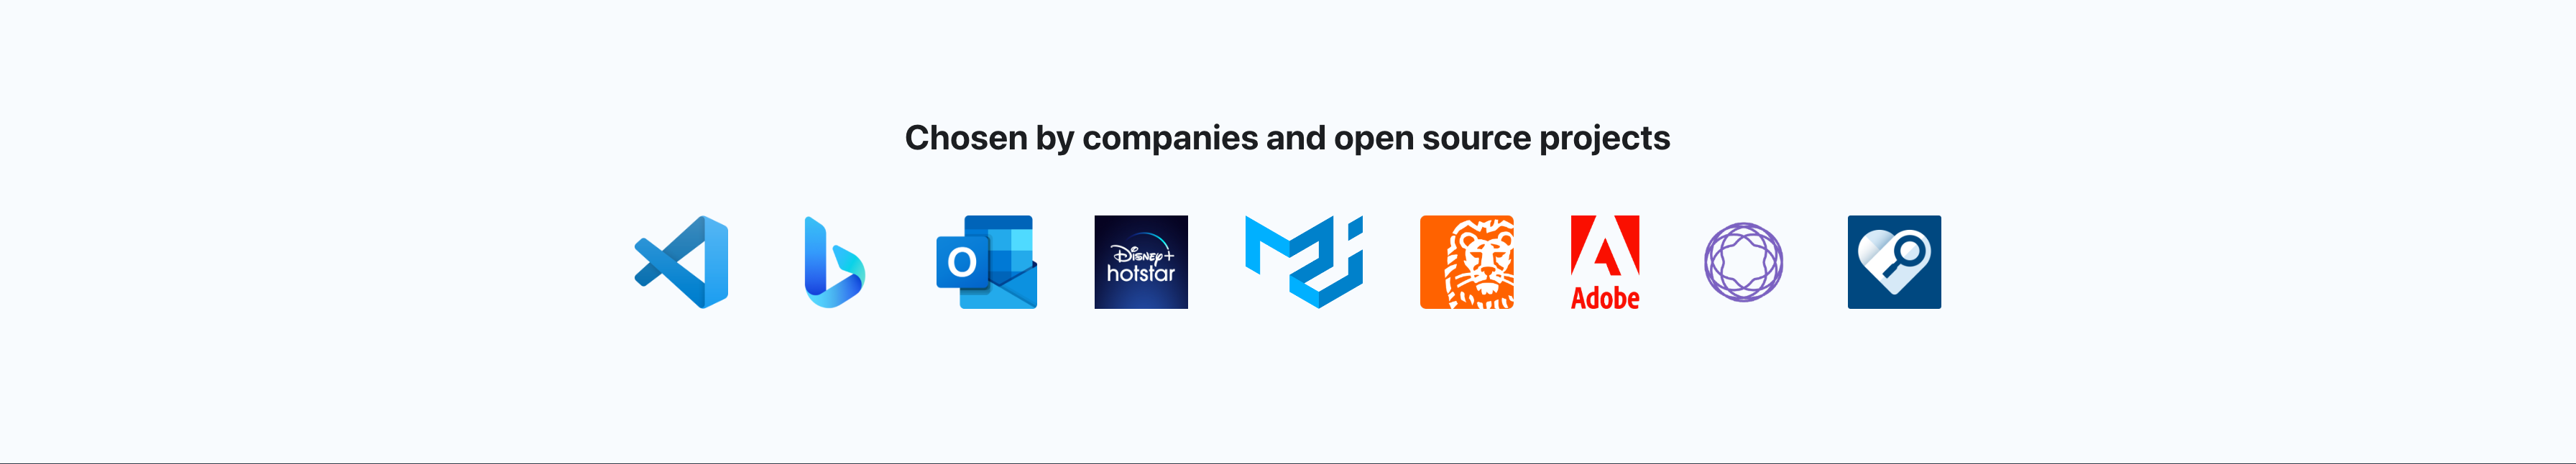 Chosen by companies and open source projects
O
Disney+
hotstar
Adobe